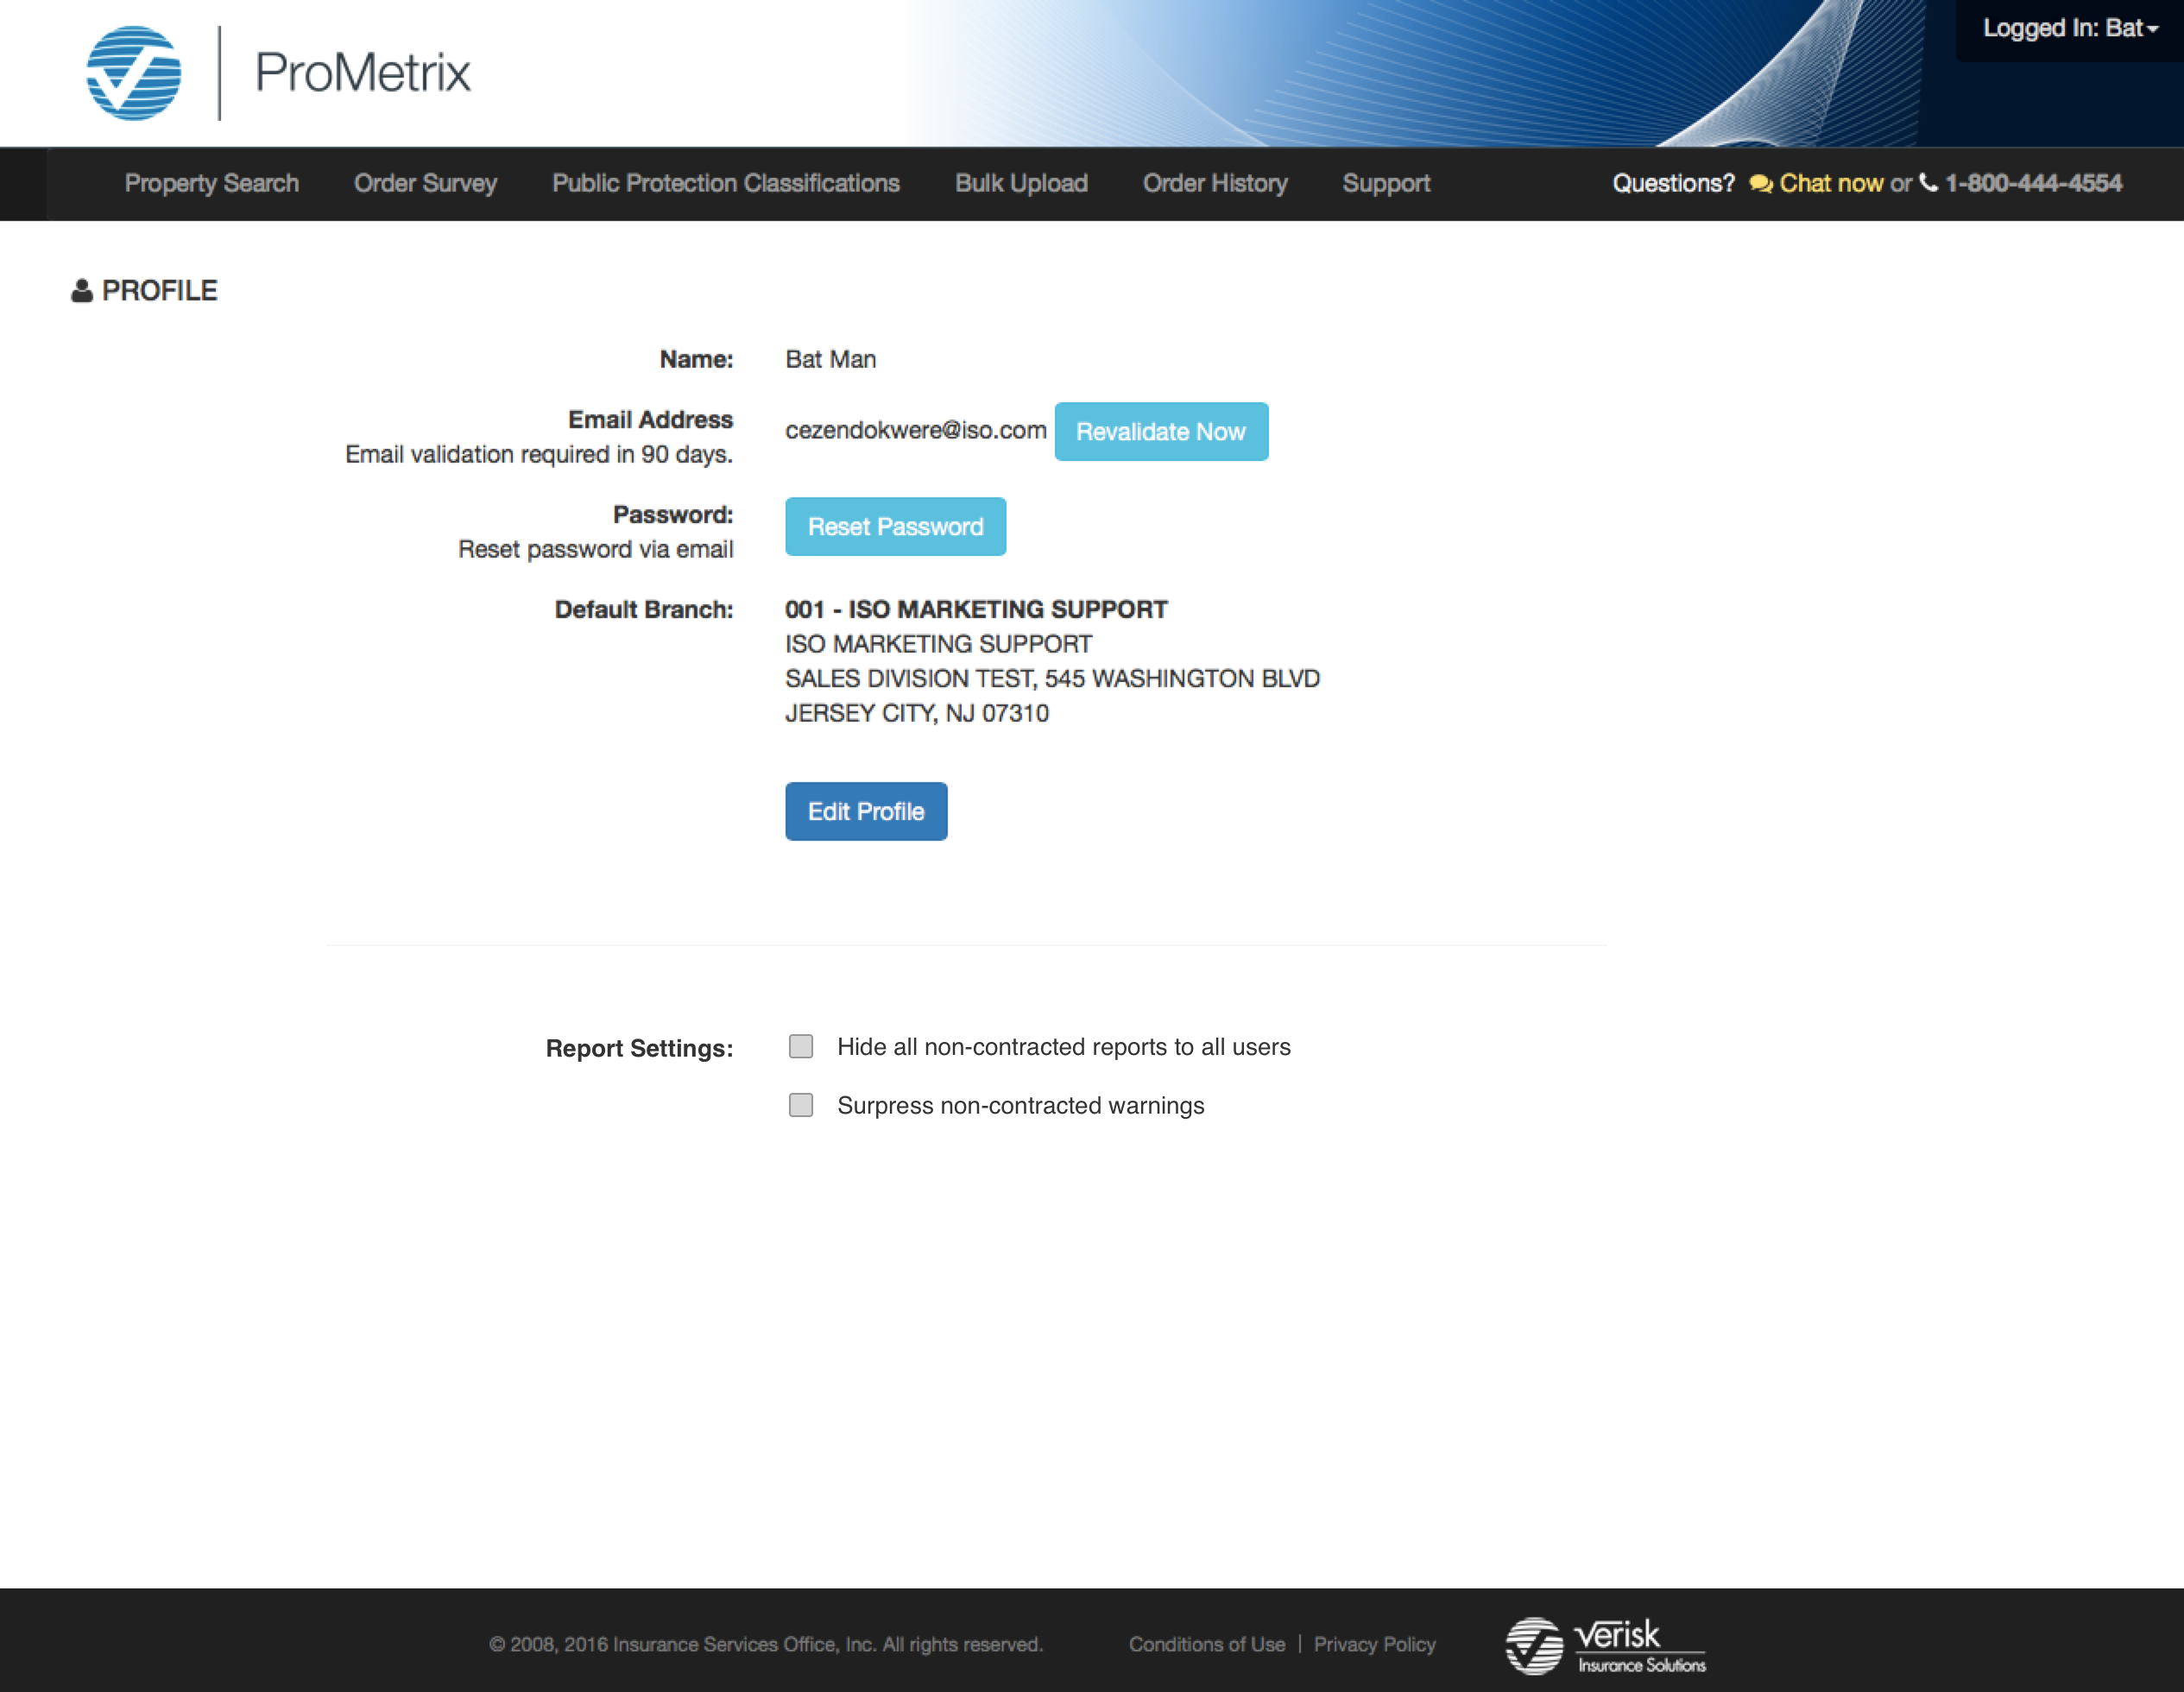 ProMetrix
Logged In: Bat
Property Search Order Survey Public Protection Classifications Bulk Upload Order History Support Questions? Chat now or 1-800-444-4554
PROFILE
Name: Bat Man
Email Address
cezendokwere@iso.com Revalidate Now
Email validation required in 90 days.
Password:
Reset Password
Reset password via email
Default Branch: 001 - ISO MARKETING SUPPORT
ISO MARKETING SUPPORT
SALES DIVISION TEST, 545 WASHINGTON BLVD
JERSEY CITY, NJ 07310
Edit Profile
Report Settings: Hide all non-contracted reports to all users
Surpress non-contracted warnings
© 2008, 2016 Insurance Services Office, Inc. All rights reserved. Conditions of Use | Privacy Policy
Verisk
Insurance Solutions